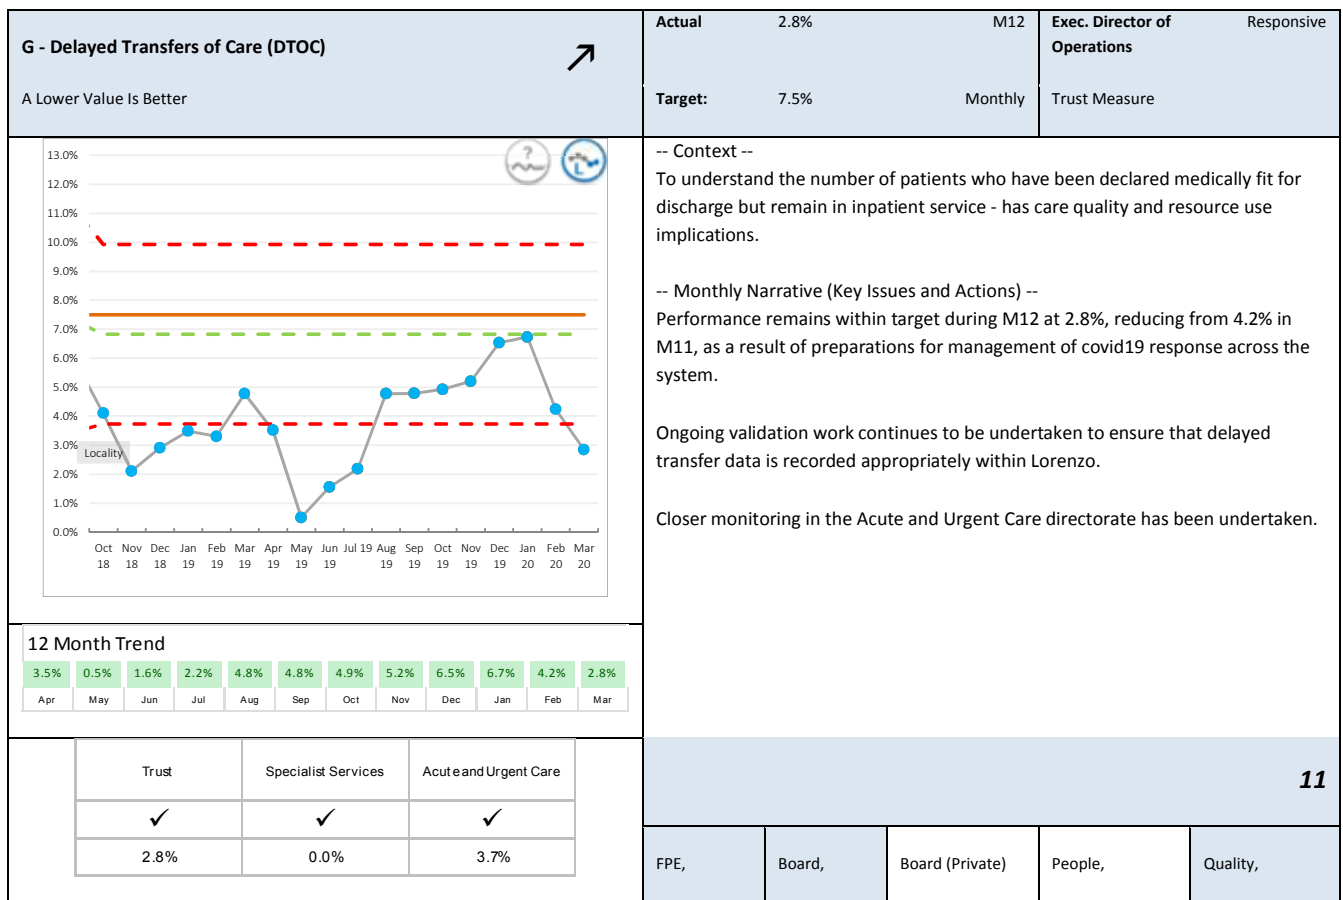 G - Delayed Transfers of Care (DTOC)
↗
A Lower Value Is Better
Actual 2.8% M12
Target: 7.5% Monthly
Exec. Director of Responsive
Operations
Trust Measure
13.0%
12.0%
11.0%
10.0%
9.0%
8.0%
7.0%
6.0%
5.0%
4.0%
3.0%
2.0%
1.0%
0.0%
?
L
Locality
Oct Nov Dec Jan Feb Mar Apr May Jun Jul 19 Aug Sep Oct Nov Dec Jan Feb Mar
18 18 18 19 19 19 19 19 19 19 19 19 19 19 20 20 20
-- Context --
To understand the number of patients who have been declared medically fit for
discharge but remain in inpatient service - has care quality and resource use
implications.
-- Monthly Narrative (Key Issues and Actions) --
Performance remains within target during M12 at 2.8%, reducing from 4.2% in
M11, as a result of preparations for management of covid19 response across the
system.
Ongoing validation work continues to be undertaken to ensure that delayed
transfer data is recorded appropriately within Lorenzo.
Closer monitoring in the Acute and Urgent Care directorate has been undertaken.
12 Month Trend
3.5% 0.5% 1.6% 2.2% 4.8% 4.8% 4.9% 5.2% 6.5% 6.7% 4.2% 2.8%
Apr May Jun Jul Aug Sep Oct Nov Dec Jan Feb Mar
Trust Specialist Services Acute and Urgent Care
✓ ✓ ✓
2.8% 0.0% 3.7%
11
FPE, Board, Board (Private) People, Quality,